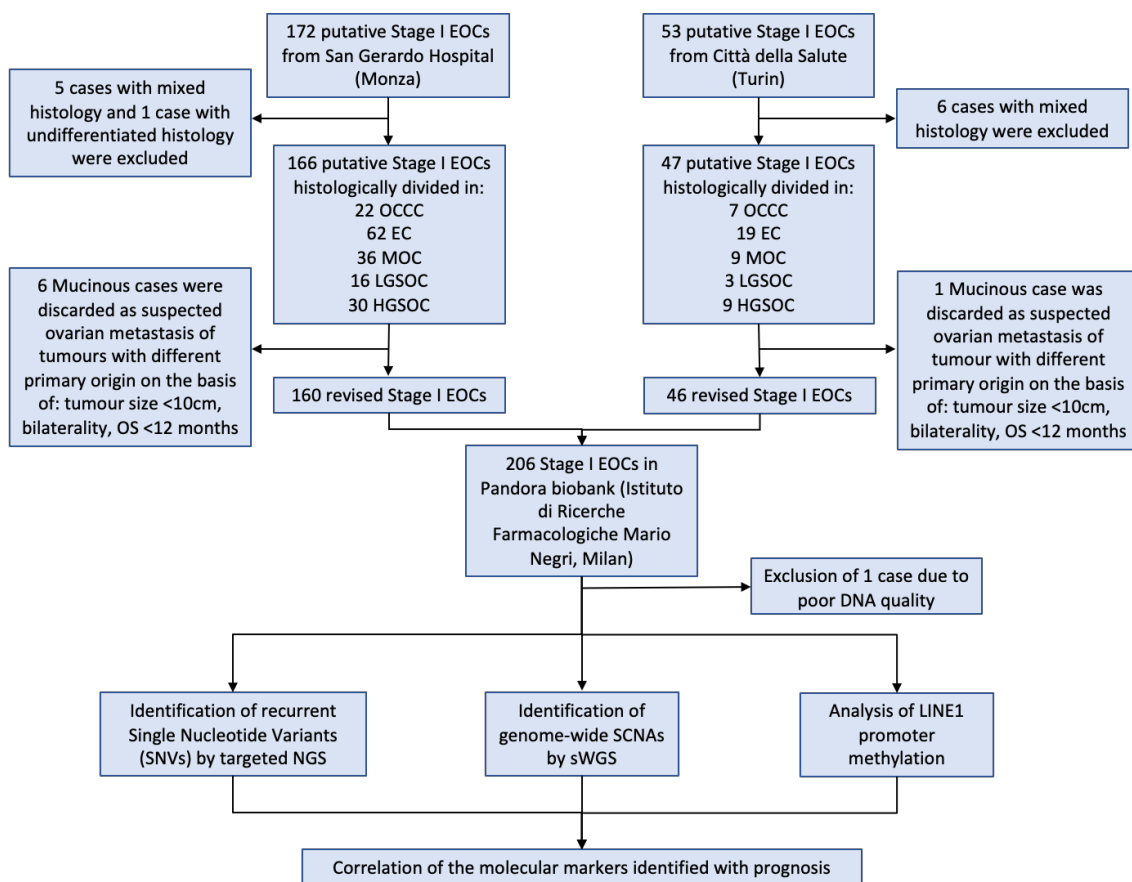 172 putative Stage I EOCs
from San Gerardo Hospital
(Monza)
53 putative Stage I EOCs
from Città della Salute
(Turin)
5 cases with mixed
histology and 1 case with
undifferentiated histology
were excluded
6 cases with mixed
histology were excluded
166 putative Stage I EOCs
histologically divided in:
22 OCCC
62 EC
36 MOC
16 LGSOC
30 HGSOC
47 putative Stage I EOCs
histologically divided in:
7 OCCC
19 EC
9 MOC
3 LGSOC
9 HGSOC
6 Mucinous cases were
discarded as suspected
ovarian metastasis of
tumours with different
primary origin on the basis
of: tumour size <10cm,
bilaterality, OS <12 months
1 Mucinous case was
discarded as suspected
ovarian metastasis of
tumour with different
primary origin on the basis
of: tumour size <10cm,
bilaterality, OS <12 months
160 revised Stage I EOCs
46 revised Stage I EOCs
206 Stage I EOCs in
Pandora biobank (Istituto
di Ricerche
Farmacologiche Mario
Negri, Milan)
Exclusion of 1 case due to
poor DNA quality
Identification of recurrent
Single Nucleotide Variants
(SNVs) by targeted NGS
Identification of
genome-wide SCNAs
by sWGS
Analysis of LINE1
promoter
methylation
Correlation of the molecular markers identified with prognosis